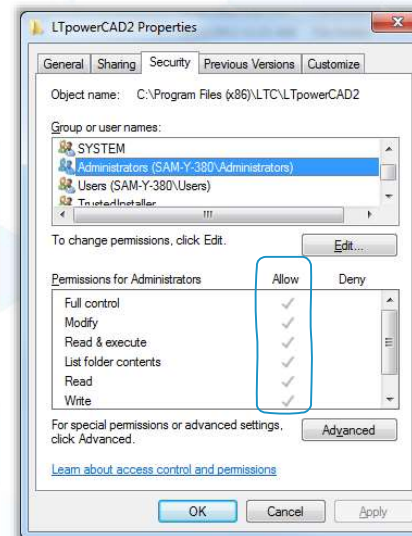 LTpowerCAD2 Properties
General Sharing Security Previous Versions Customize
Object name: C:\Program Files (x86)\LTC\LTpowerCAD2
Group or user names:
SYSTEM
Administrators (SAM-Y-380\Administrators)
Users (SAM-Y-380\Users)
TrustedInstaller
To change permissions, click Edit.
Edit...
Permissions for Administrators Allow Deny
Full control
Modify
Read & execute
List folder contents
Read
Write
For special permissions or advanced settings,
click Advanced.
Advanced
Learn about access control and permissions
OK Cancel Apply